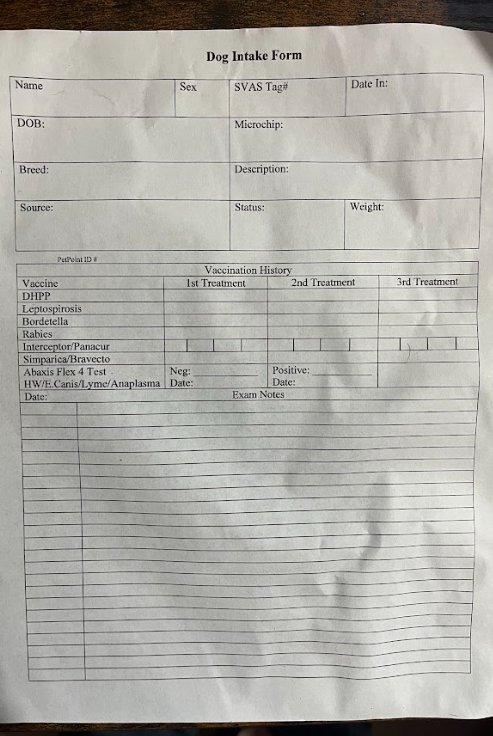 Dog Intake Form
Name Sex SVAS Tag# Date In:
DOB: Microchip:
Breed: Description:
Source: Status: Weight:
PetPoint ID #
Vaccination History
Vaccine 1st Treatment 2nd Treatment 3rd Treatment
DHPP
Leptospirosis
Bordetella
Rabies
Interceptor/Panacur
Simparica/Bravecto
Abaxis Flex 4 Test Neg: Positive:
HW/E.Canis/Lyme/Anaplasma Date: Date:
Date: Exam Notes